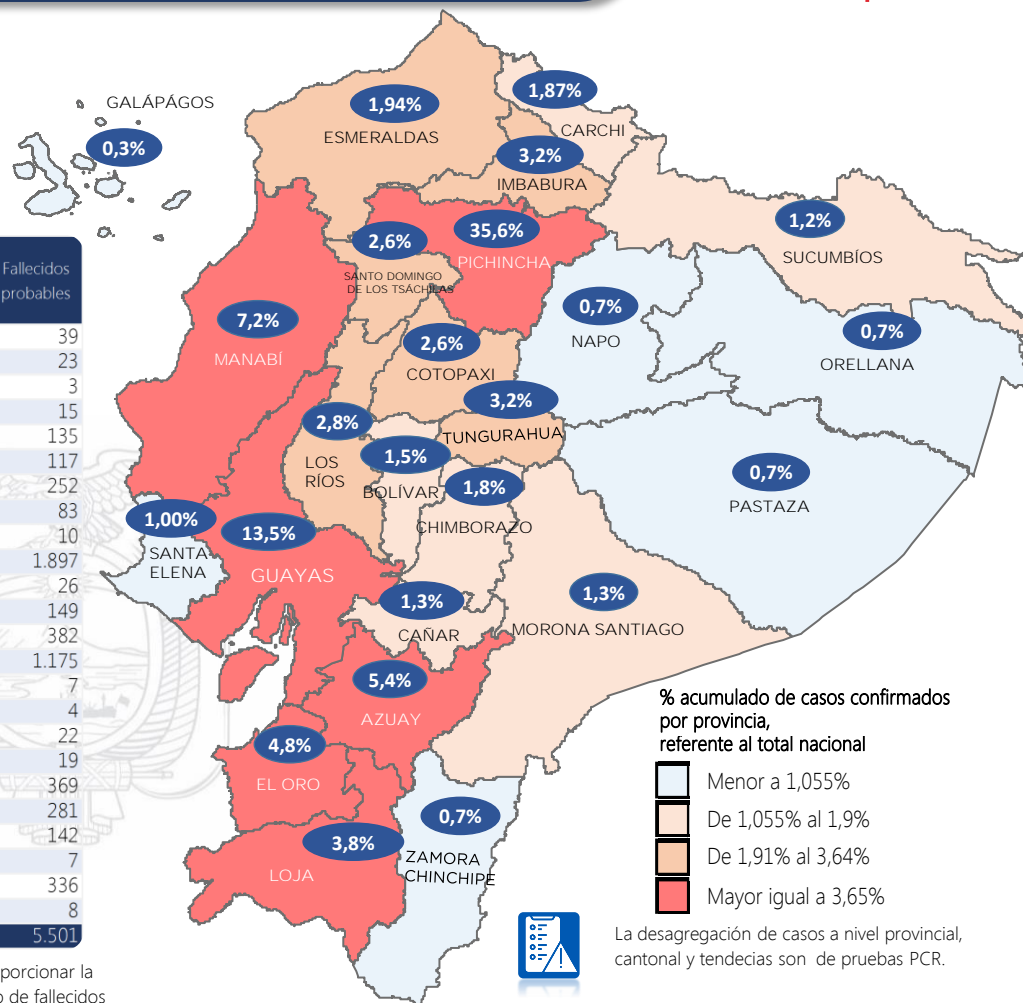 GALÁPÁGOS
0,3%
1,94%
ESMERALDAS
1,87%
CARCHI
3,2%
IMBABURA
1,2%
SUCUMBÍOS
2,6%
SANTO DOMINGO
DE LOS TSÁCHILAS
35,6%
PICHINCHA
7,2%
MANABÍ
0,7%
NAPO
0,7%
ORELLANA
2,6%
COTOPAXI
3,2%
TUNGURAHUA
2,8%
LOS
RÍOS
1,5%
BOLÍVAR
1,8%
CHIMBORAZO
0,7%
PASTAZA
1,00%
SANTA
ELENA
13,5%
GUAYAS
1,3%
CAÑAR
1,3%
MORONA SANTIAGO
5,4%
AZUAY
4,8%
EL ORO
3,8%
LOJA
0,7%
ZAMORA
CHINCHIPE
Fallecidos
probables
39
23
3
15
135
117
252
83
10
1.897
26
149
382
1.175
7
4
22
19
369
281
142
7
336
8
5.501
porcionar la
o de fallecidos
% acumulado de casos confirmados
por provincia,
referente al total nacional
Menor a 1,055%
De 1,055% al 1,9%
De 1,91% al 3,64%
Mayor igual a 3,65%
La desagregación de casos a nivel provincial,
cantonal y tendecias son de pruebas PCR.